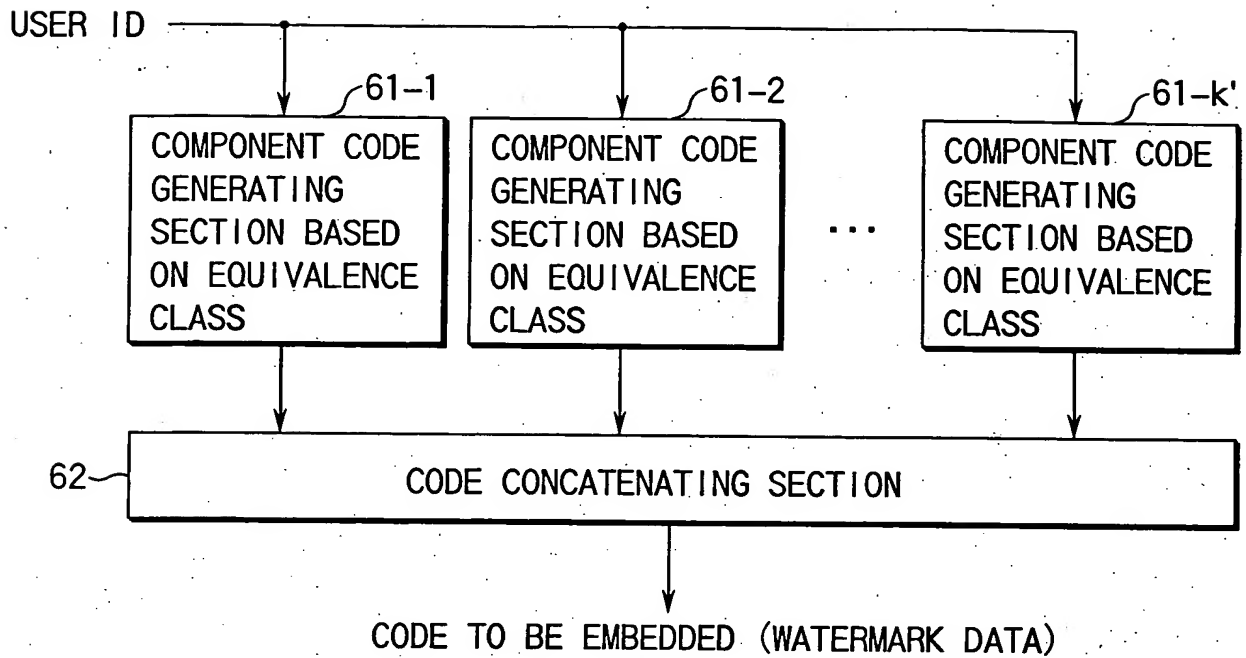 USER ID
61-1
61-2
61-k'
COMPONENT CODE
GENERATING
SECTION BASED
ON EQUIVALENCE
CLASS
COMPONENT CODE
GENERATING
SECTION BASED
ON EQUIVALENCE
CLASS
...
COMPONENT CODE
GENERATING
SECTION BASED
ON EQUIVALENCE
CLASS
62
CODE CONCATENATING SECTION
CODE TO BE EMBEDDED (WATERMARK DATA)